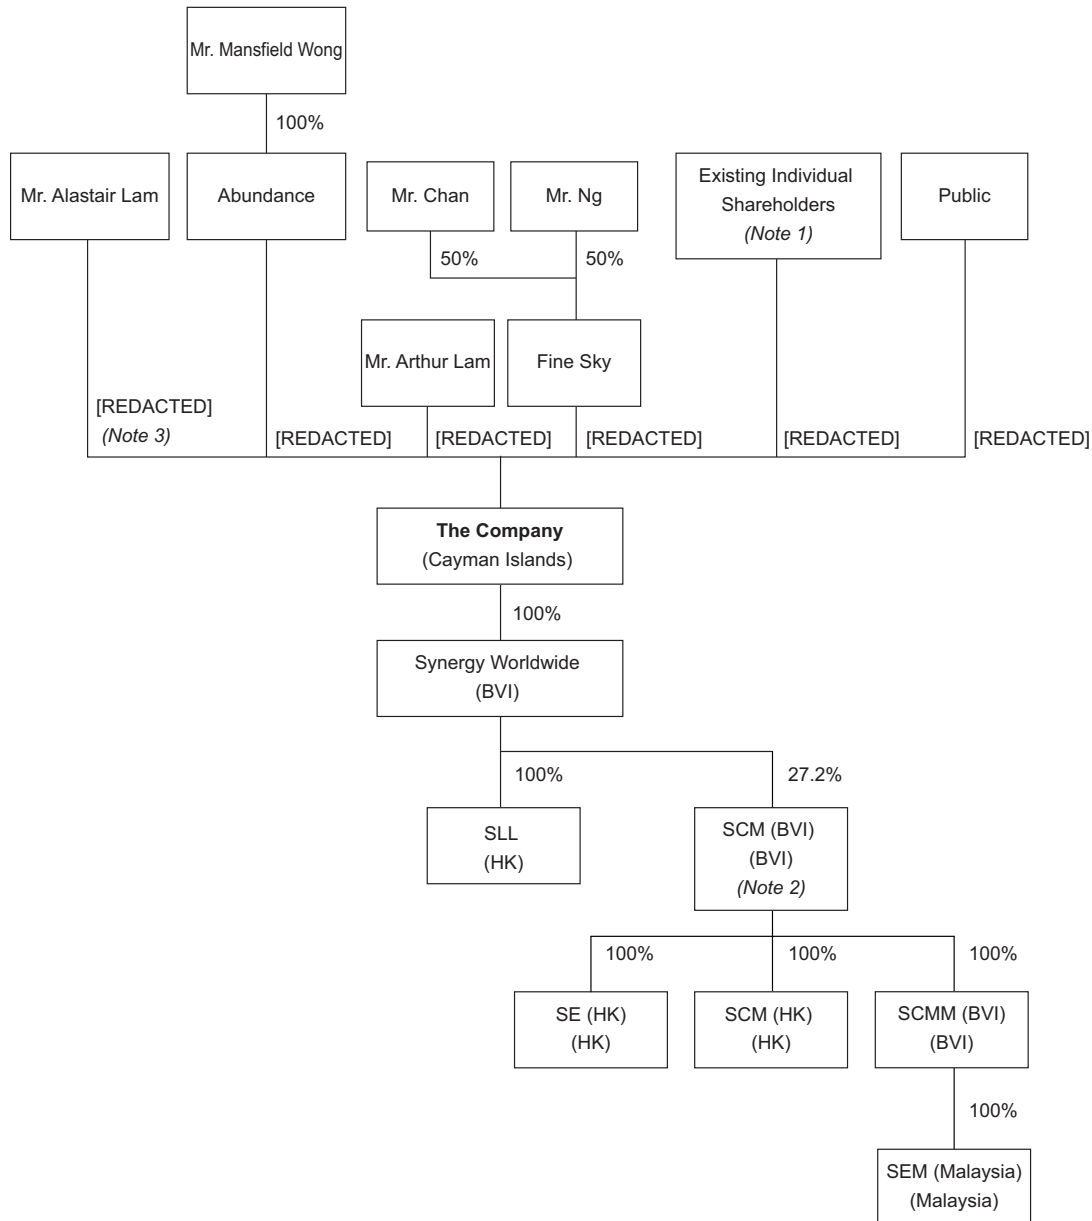 Mr. Mansfield Wong
100%
Mr. Alastair Lam
Abundance
Mr. Chan
Mr. Ng
Existing Individual
Shareholders
(Note 1)
Public
50%
50%
Mr. Arthur Lam
Fine Sky
[REDACTED]
(Note 3)
[REDACTED]
[REDACTED]
[REDACTED]
[REDACTED]
[REDACTED]
The Company
(Cayman Islands)
100%
Synergy Worldwide
(BVI)
100%
27.2%
SLL
(HK)
SCM (BVI)
(BVI)
(Note 2)
100%
100%
100%
SE (HK)
(HK)
SCM (HK)
(HK)
SCMM (BVI)
(BVI)
100%
SEM (Malaysia)
(Malaysia)